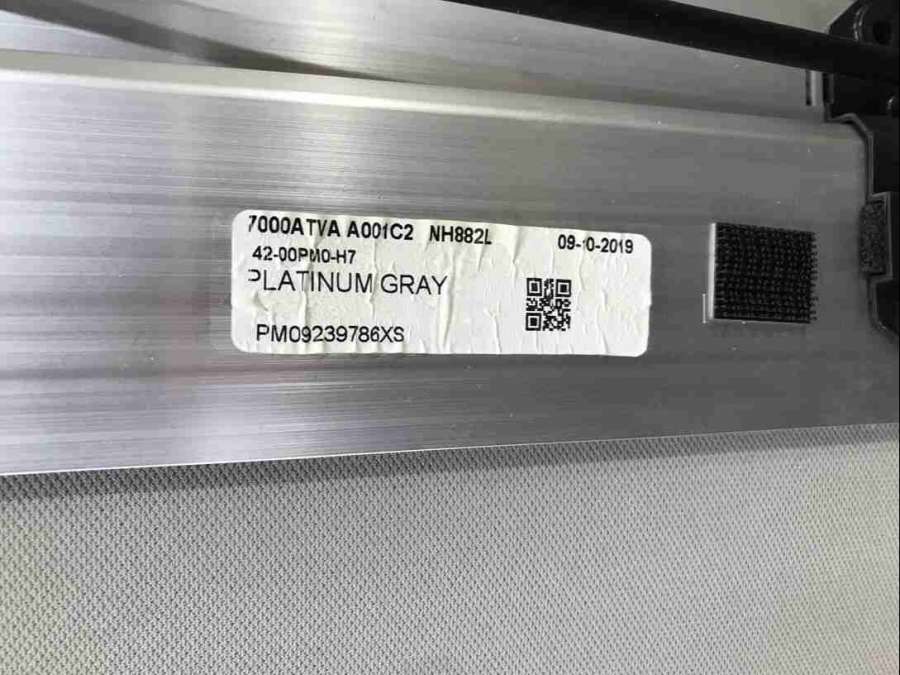 7000ATVA A001C2 NH882L 09-10-2019
42-00PM0-H7
PLATINUM GRAY
PM09239786XS